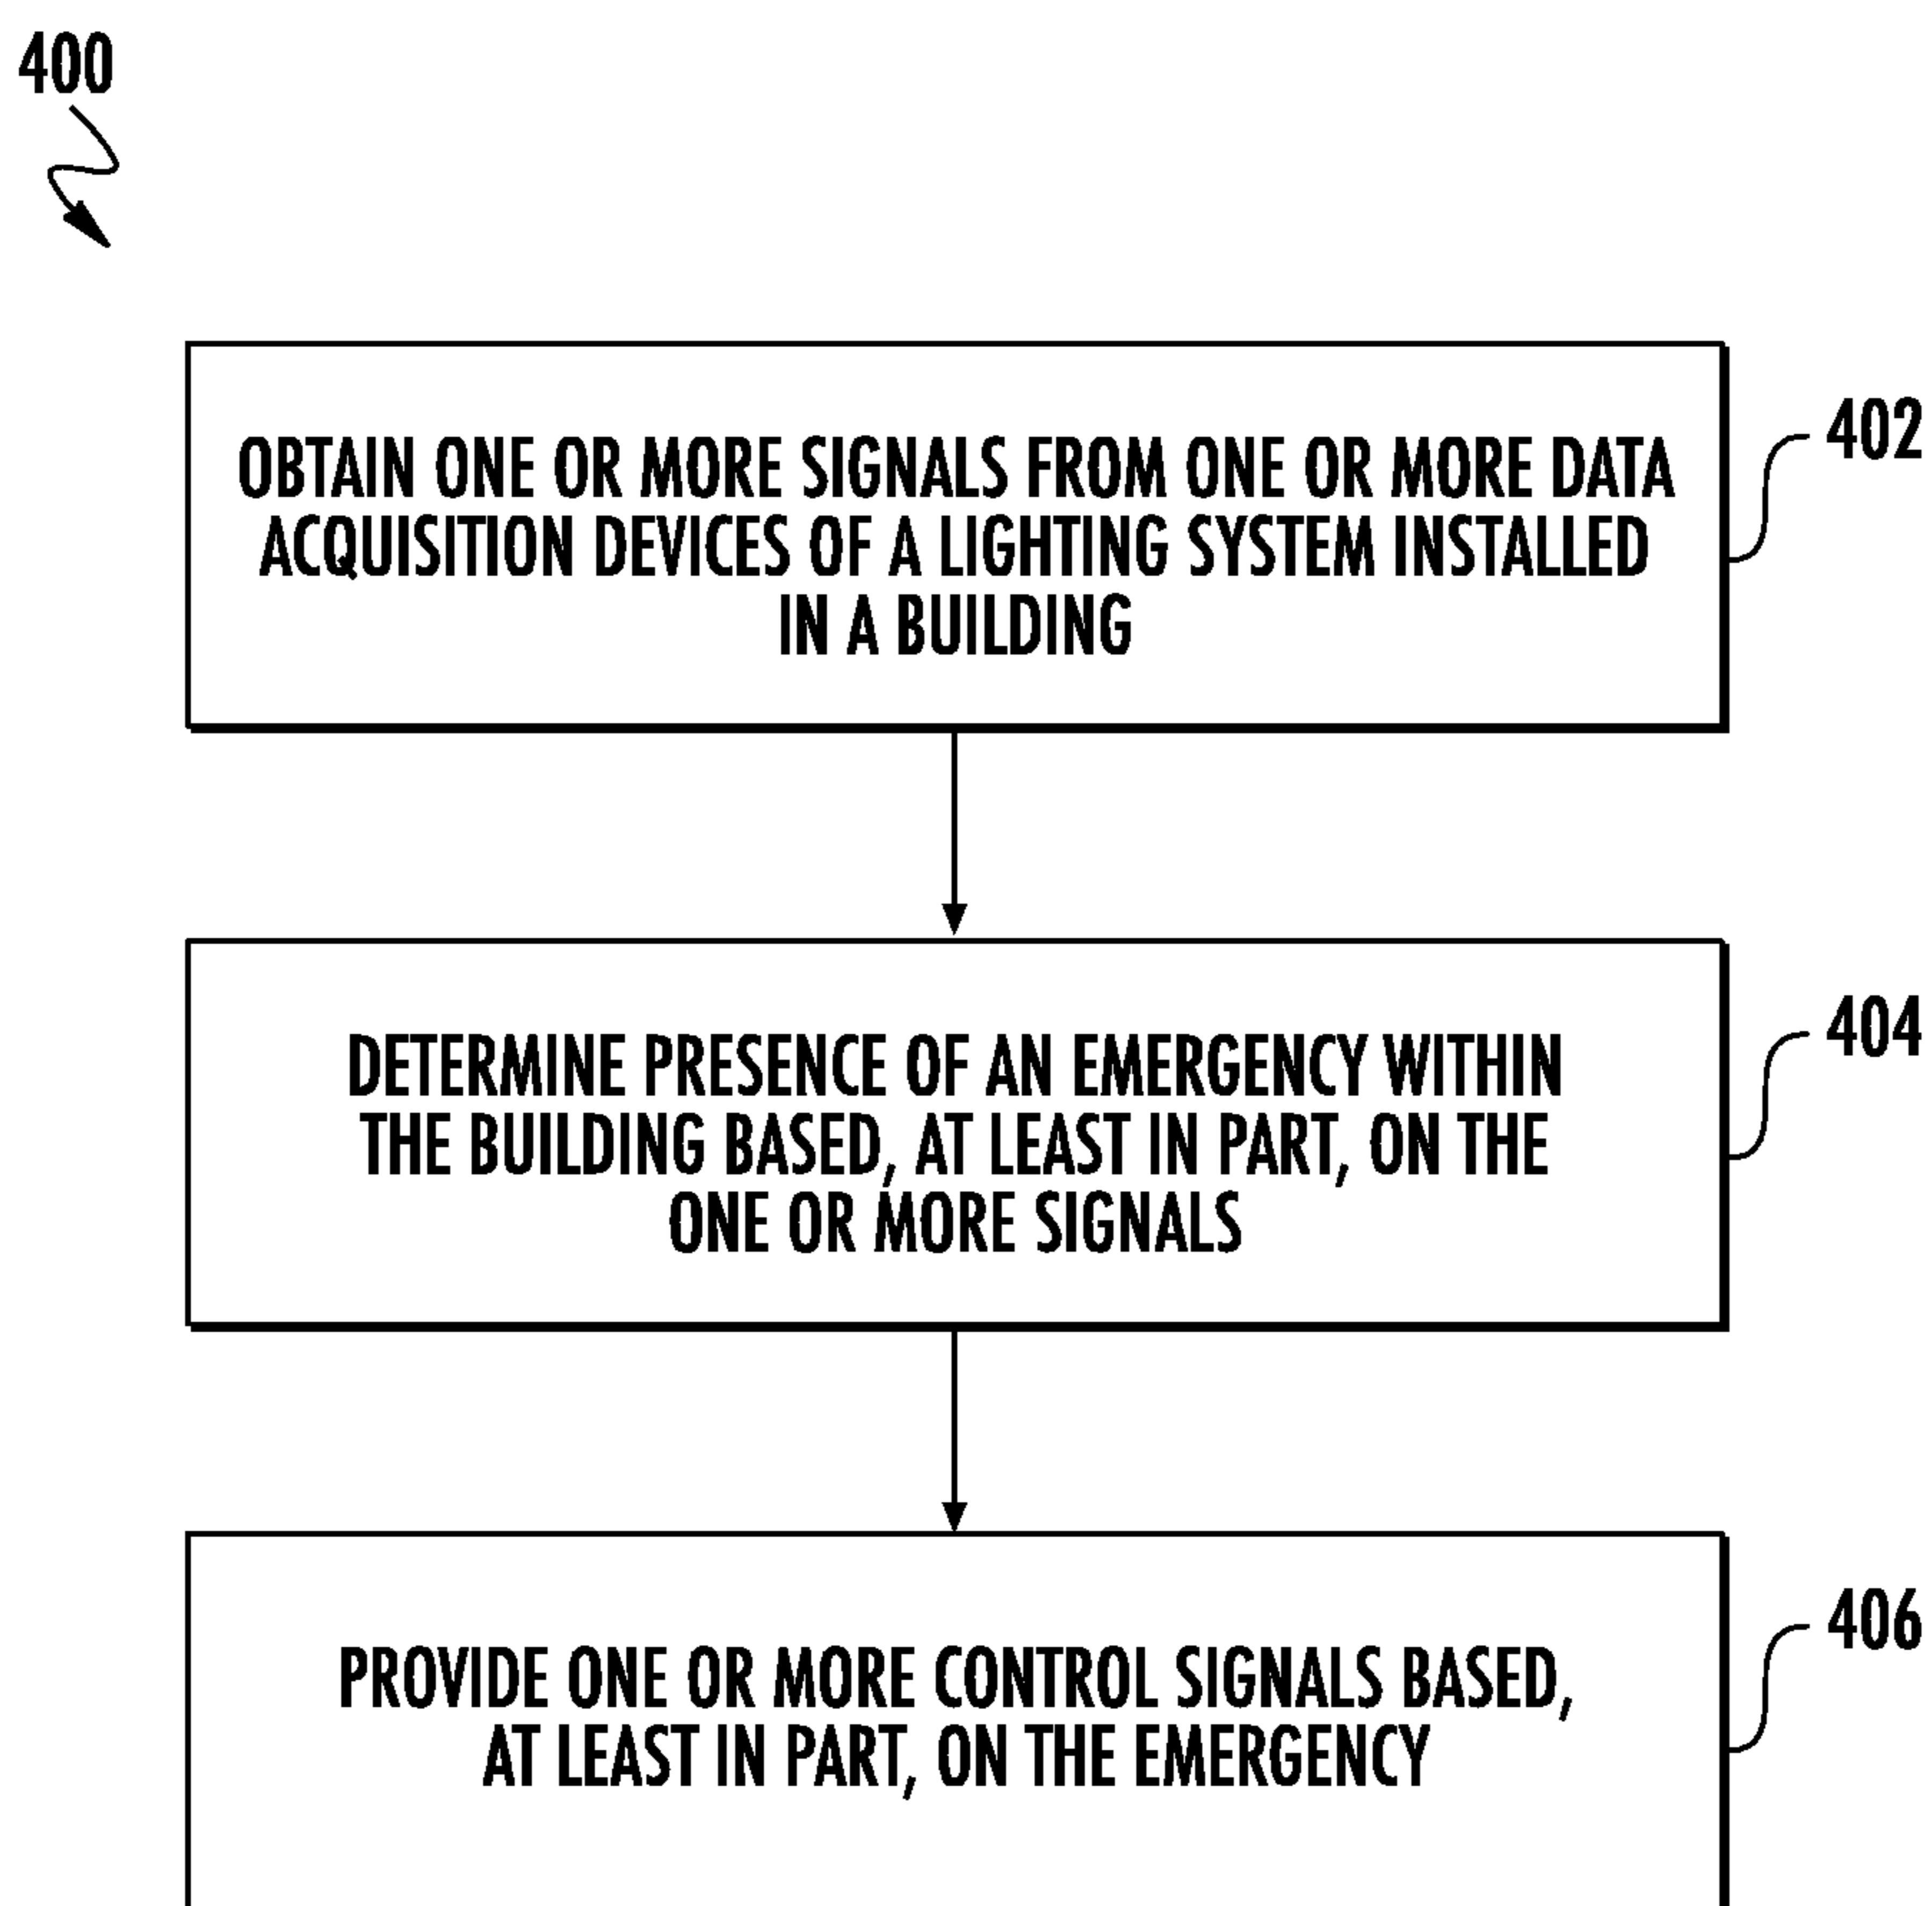 400
OBTAIN ONE OR MORE SIGNALS FROM ONE OR MORE DATA
ACQUISITION DEVICES OF A LIGHTING SYSTEM INSTALLED
IN A BUILDING
402
DETERMINE PRESENCE OF AN EMERGENCY WITHIN
THE BUILDING BASED, AT LEAST IN PART, ON THE
ONE OR MORE SIGNALS
404
PROVIDE ONE OR MORE CONTROL SIGNALS BASED,
AT LEAST IN PART, ON THE EMERGENCY
406